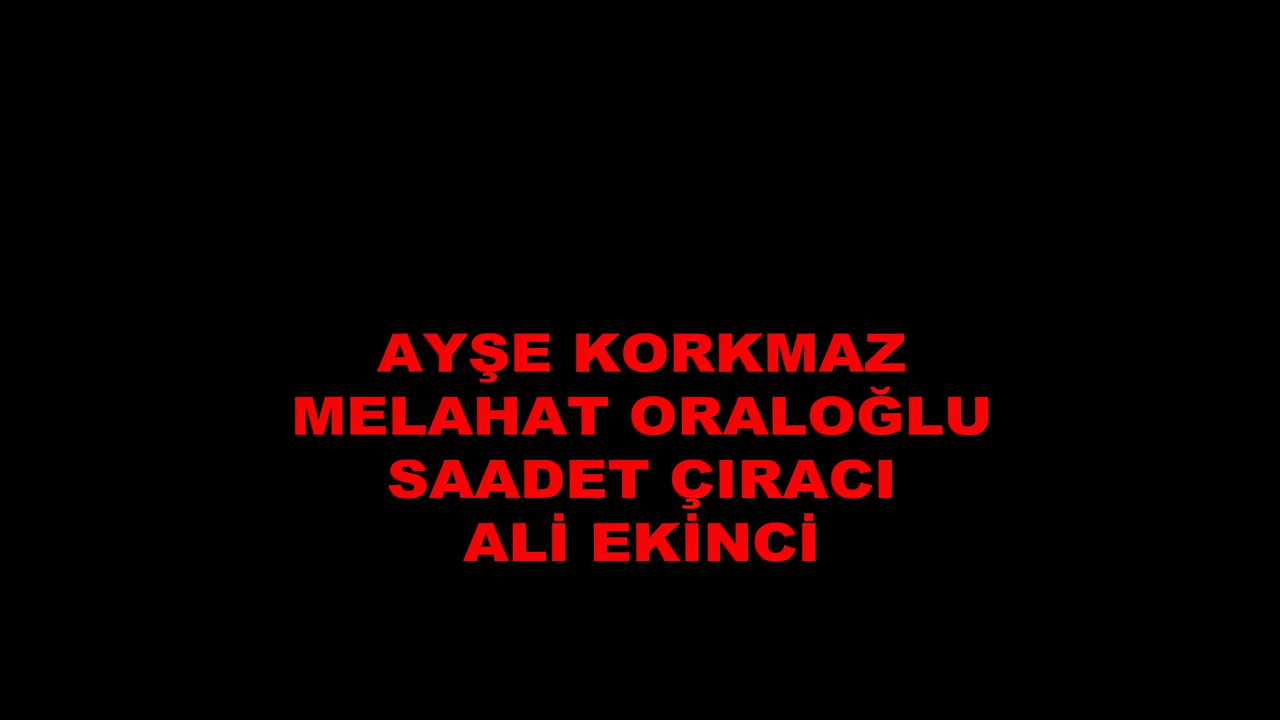 AYŞE KORKMAZ
MELAHAT ORALOĞLU
SAADET ÇIRACI
ALİ EKİNCİ